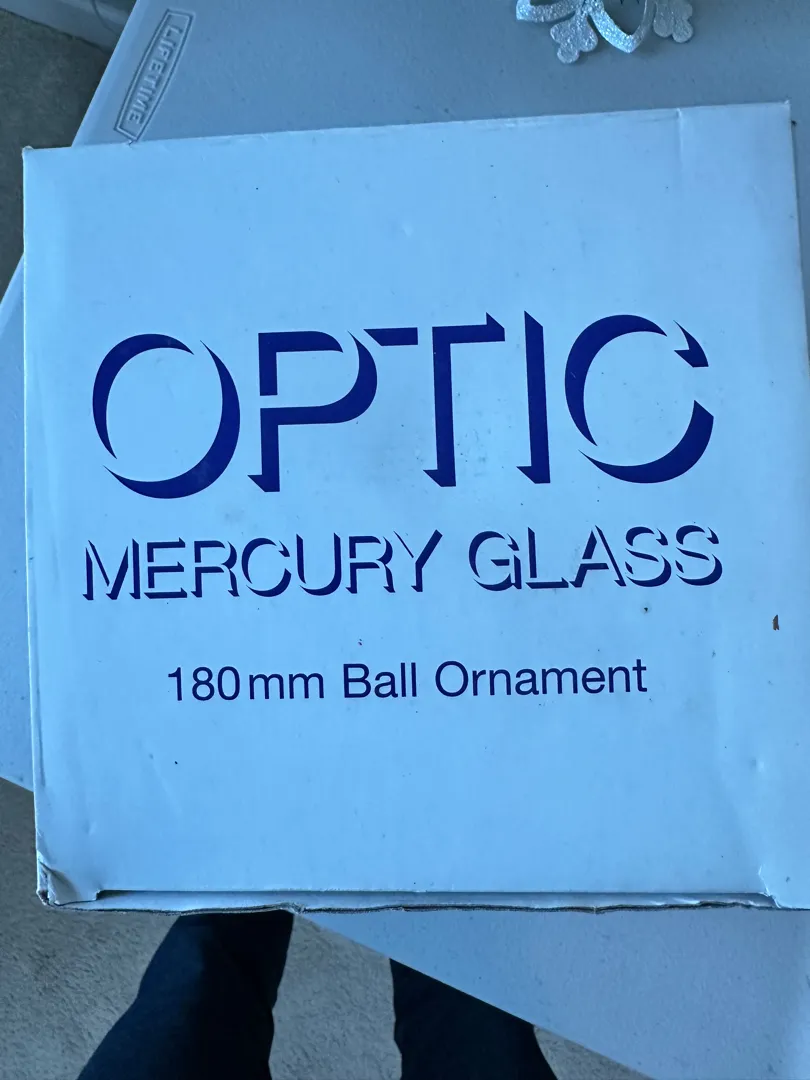 LIFETIME
OPTIC
MERCURY GLASS
180mm Ball Ornament